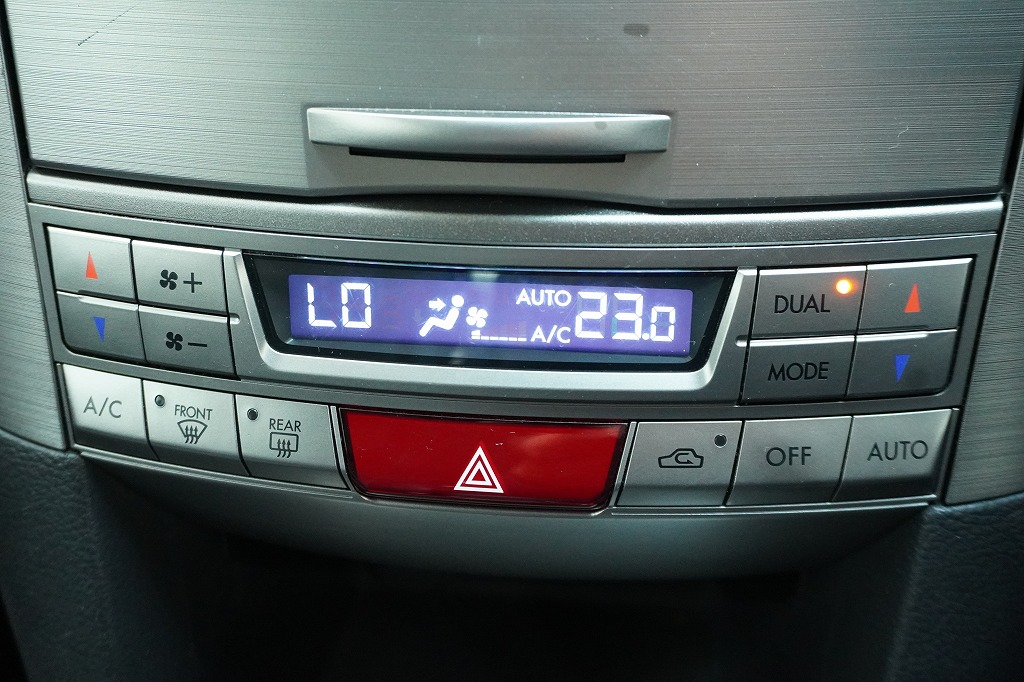 LO
AUTO
A/C
23.0
DUAL
MODE
A/C
FRONT
REAR
OFF
AUTO